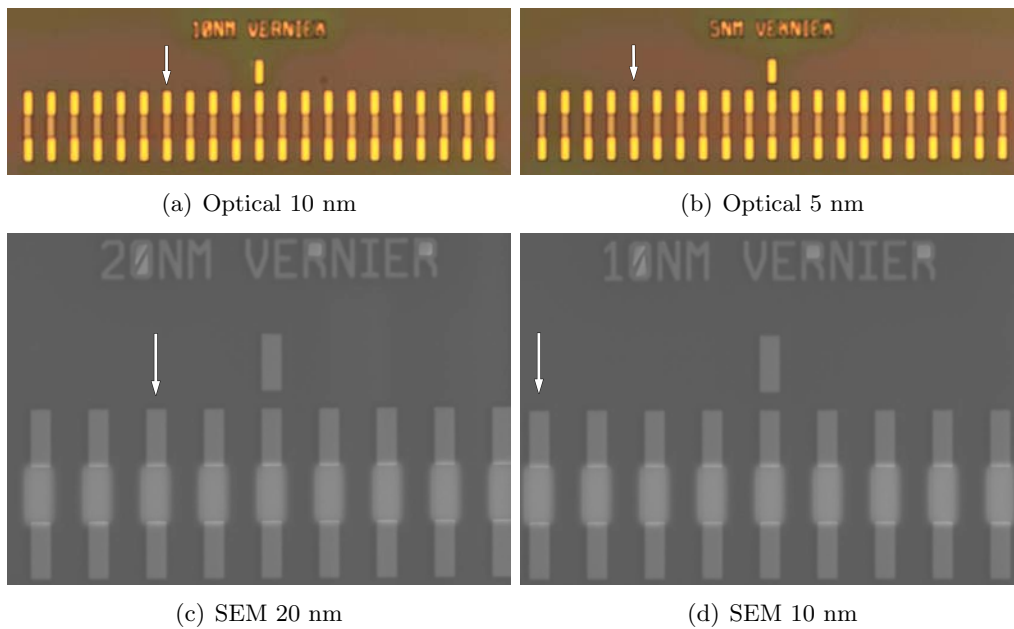 10NM VERNIER
5NM VERNIER
(a) Optical 10 nm
(b) Optical 5 nm
20NM VERNIER
10NM VERNIER
(c) SEM 20 nm
(d) SEM 10 nm